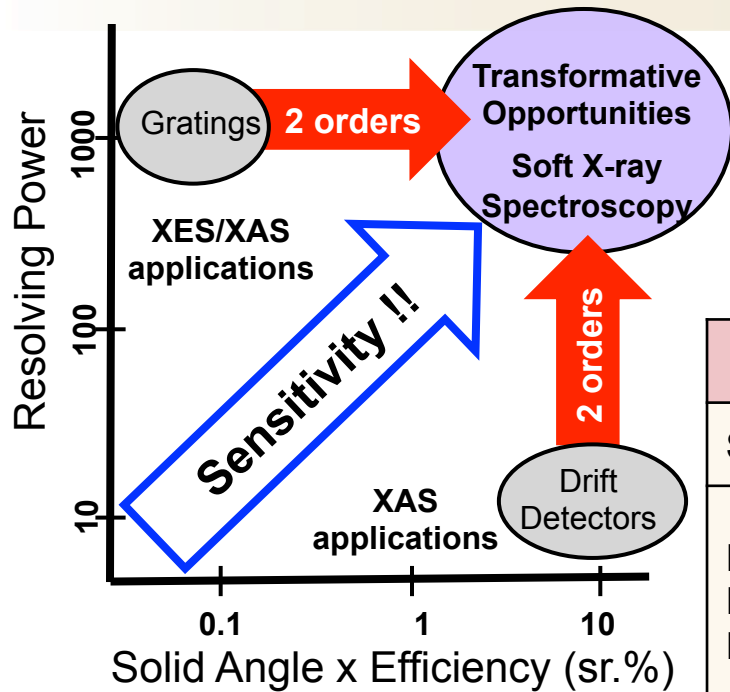 Transformative
Opportunities
Soft X-ray
Spectroscopy
Gratings
2 orders
XES/XAS
applications
Sensitivity !!
2 orders
Drift
Detectors
XAS
applications
Resolving Power
1000
100
10
0.1 1 10
Solid Angle x Efficiency (sr.%)